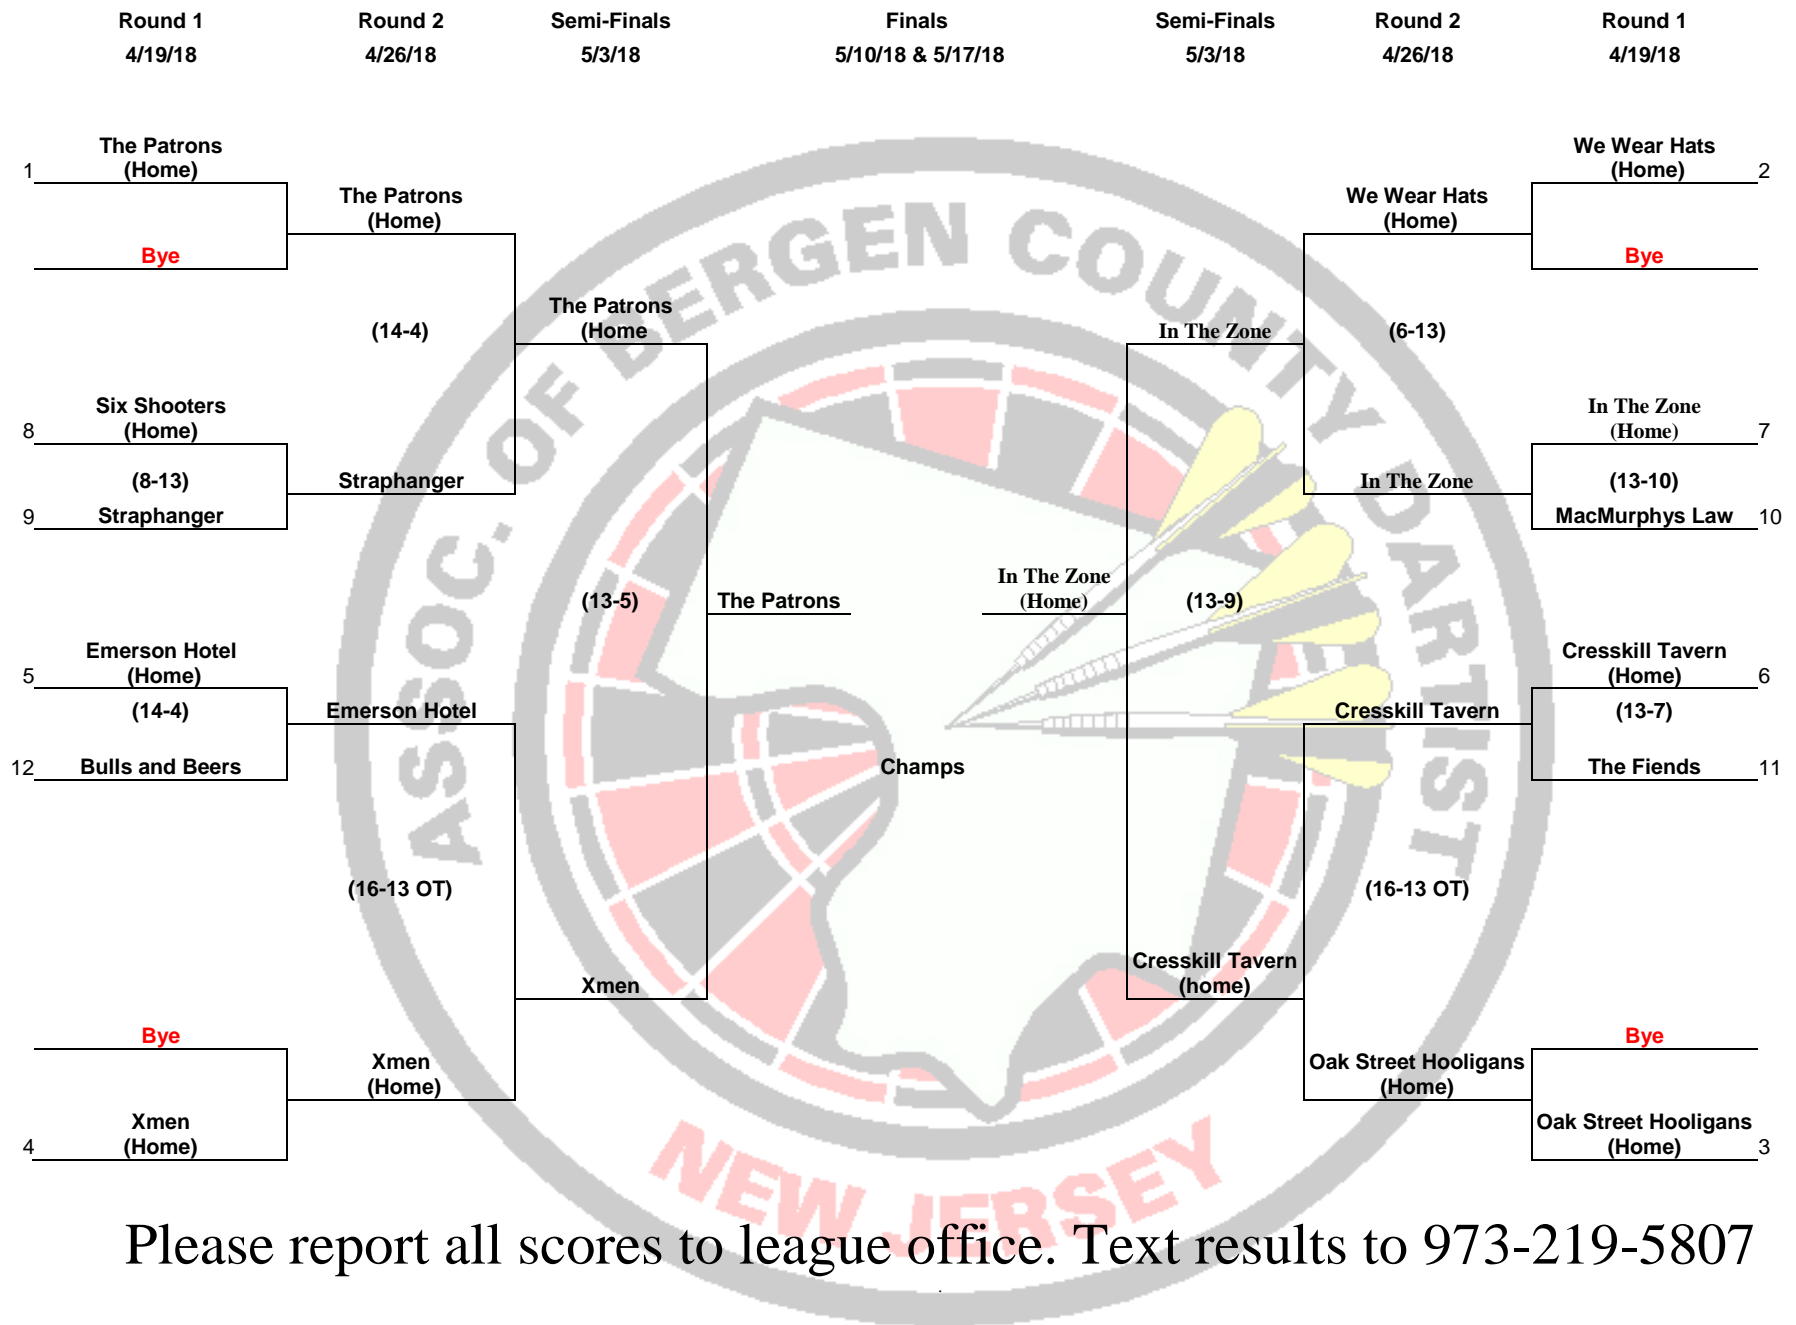 Round 1 Round 2 Semi-Finals Finals Semi-Finals Round 2 Round 1
4/19/18 4/26/18 5/3/18 5/10/18 & 5/17/18 5/3/18 4/26/18 4/19/18
The Patrons
(Home)
1
We Wear Hats
(Home)
2
The Patrons
(Home)
We Wear Hats
(Home)
Bye
Bye
(14-4)
The Patrons
(Home
In The Zone
(6-13)
Six Shooters
(Home)
8
In The Zone
(Home)
7
(8-13)
Straphanger
In The Zone
(13-10)
9 Straphanger
MacMurphys Law 10
(13-5)
The Patrons
In The Zone
(Home)
(13-9)
Emerson Hotel
(Home)
5
Cresskill Tavern
(Home)
6
(14-4)
Emerson Hotel
Cresskill Tavern
(13-7)
12 Bulls and Beers
Champs
The Fiends 11
(16-13 OT)
(16-13 OT)
Xmen
Cresskill Tavern
(home)
Bye
Bye
Xmen
(Home)
Oak Street Hooligans
(Home)
Xmen
(Home)
4
Oak Street Hooligans
(Home)
3
ASSOC. OF BERGEN COUNTY DARTIST
NEW JERSEY
Please report all scores to league office. Text results to 973-219-5807
.